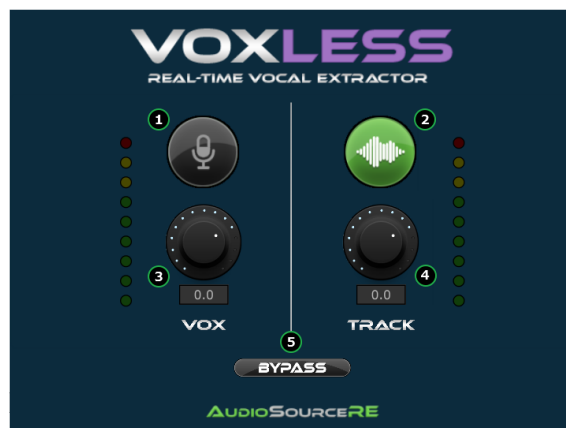 VOXLESS
REAL-TIME VOCAL EXTRACTOR
1
2
3
4
0.0
0.0
VOX
TRACK
5
BYPASS
AUDIOSOURCERE